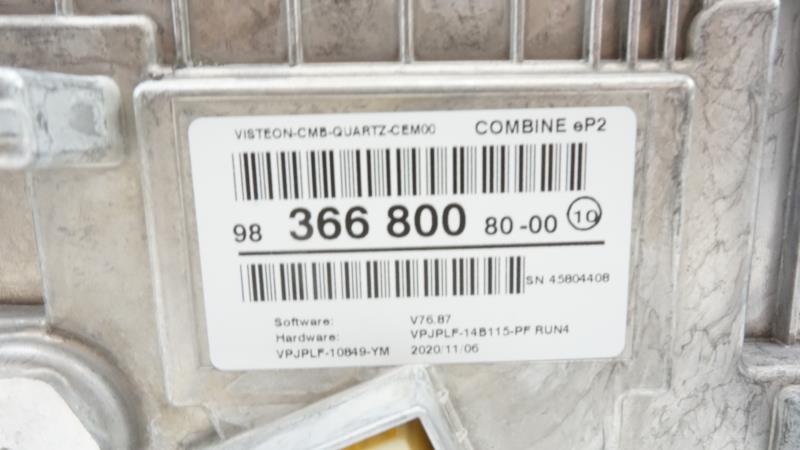 VISTEON-CMB-QUARTZ-CEM00 COMBINE eP2
98 366 800 80-00 10
SN 45804408
Software: V76.87
Hardware: VPJPLF-14B115-PF RUN4
VPJPLF-10849-YM 2020/11/06